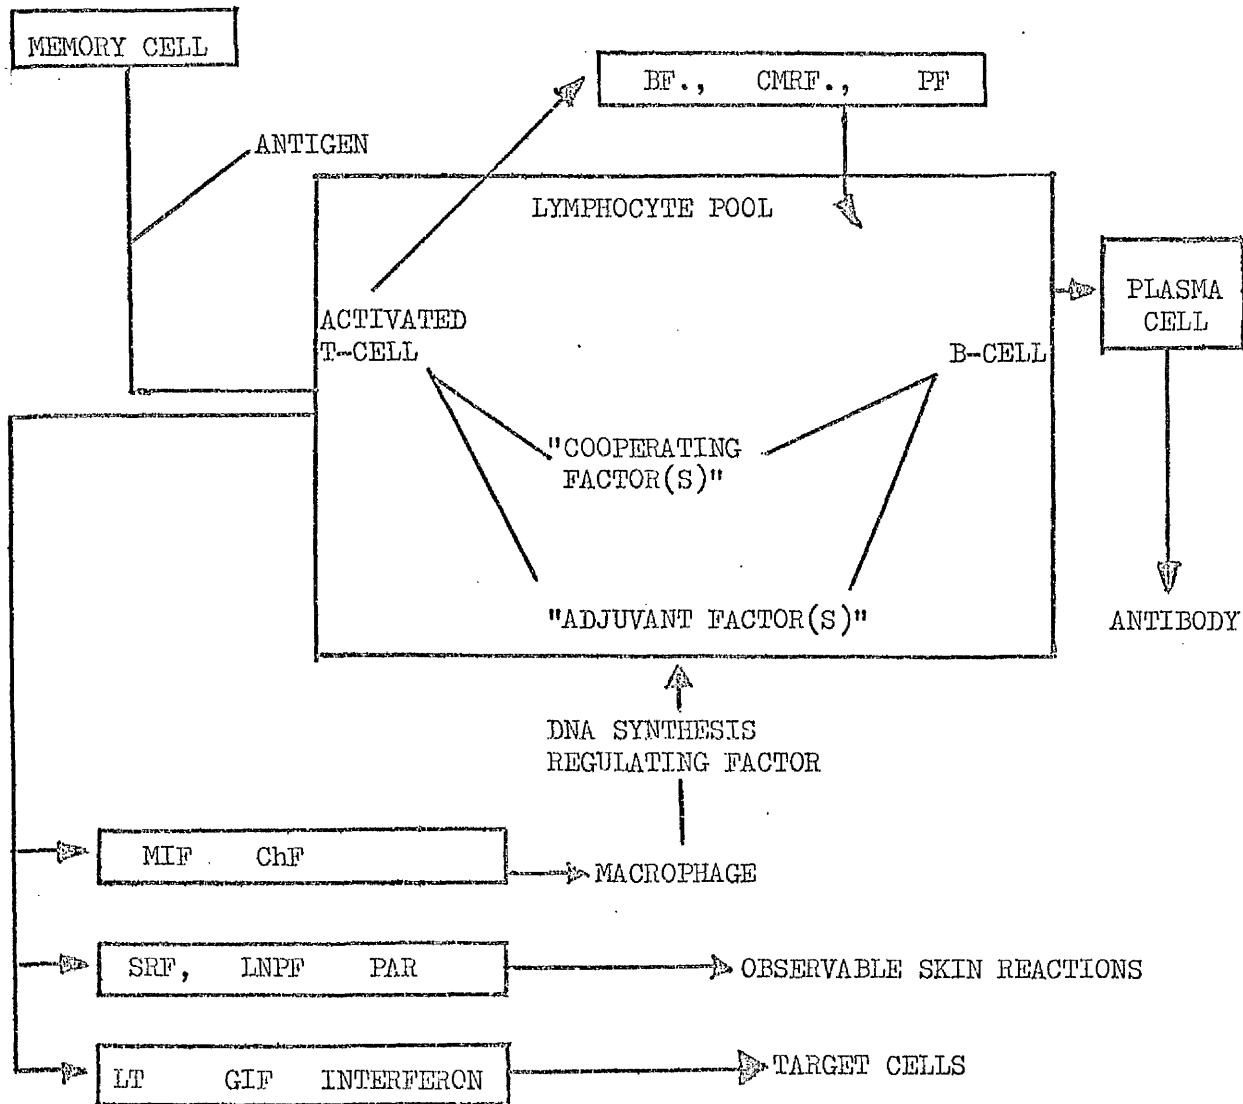 MEMORY CELL
BF., CMRF., PF
ANTIGEN
LYMPHOCYTE POOL
PLASMA
CELL
ACTIVATED
T-CELL
B-CELL
"COOPERATING
FACTOR(S)"
"ADJUVANT FACTOR(S)"
ANTIBODY
DNA SYNTHESIS
REGULATING FACTOR
MIF ChF
MACROPHAGE
SRF, LNPF PAR
OBSERVABLE SKIN REACTIONS
LT GIF INTERFERON
TARGET CELLS